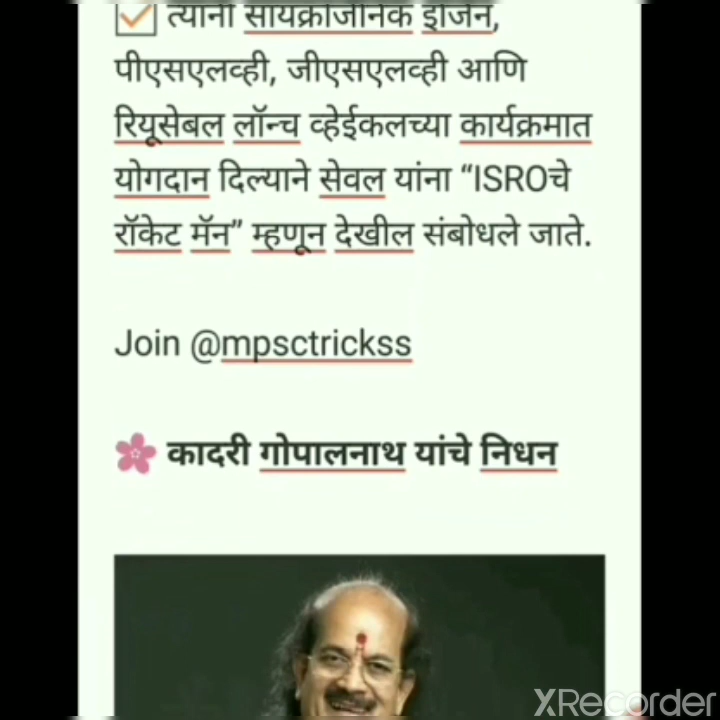 त्यांनी सायक्रोजेनिक इंजिन,
पीएसएलव्ही, जीएसएलव्ही आणि
रियूसेबल लॉन्च व्हेईकलच्या कार्यक्रमात
योगदान दिल्याने सेवल यांना “ISROचे
रॉकेट मॅन” म्हणून देखील संबोधले जाते.
Join @mpsctrickss
कादरी गोपालनाथ यांचे निधन
XRecorder